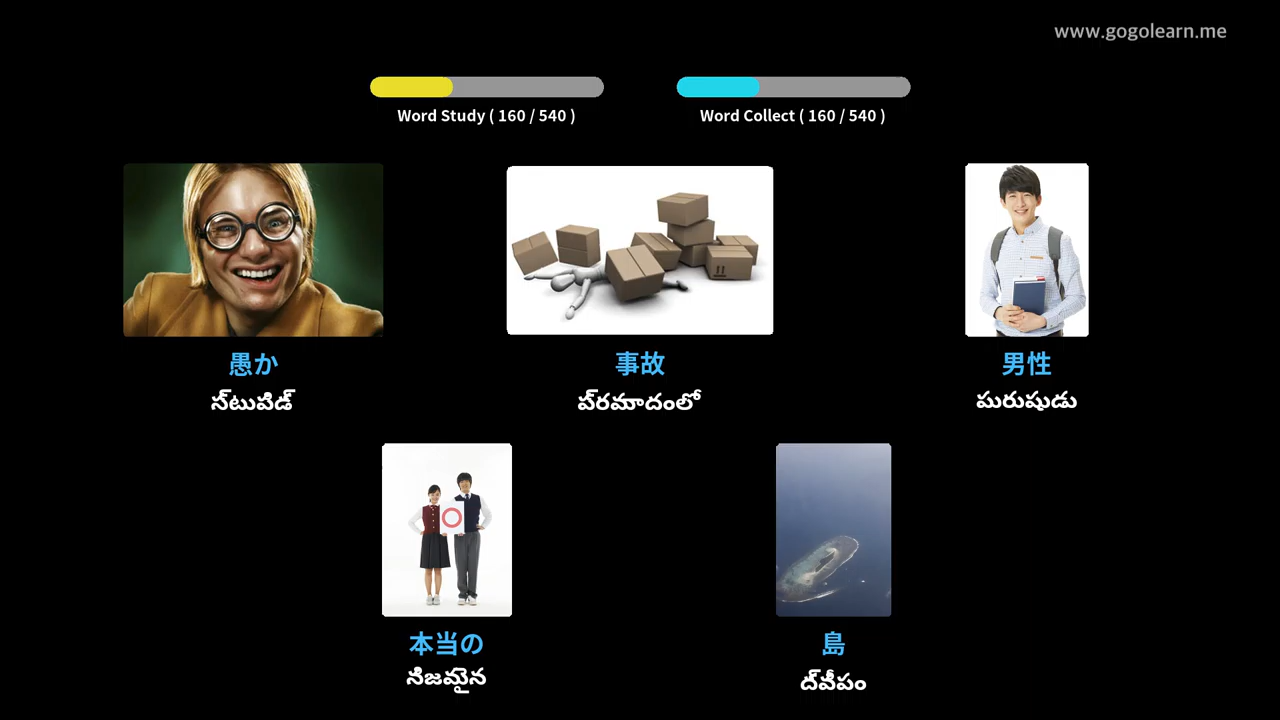 www.gogolearn.me
Word Study ( 160 / 540 )
Word Collect ( 160 / 540 )
愚か
స్‌టుపిడ్
事故
ప్‌రమాదంలో
男性
పురుషుడు
本当の
నిజమైన
島
ద్‌వీపం